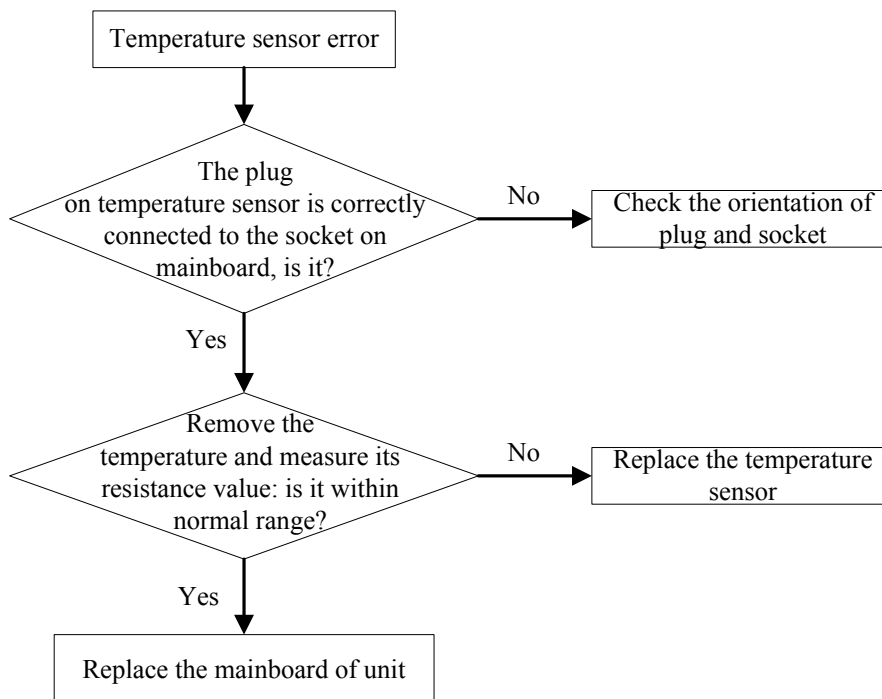 Temperature sensor error
The plug
on temperature sensor is correctly
connected to the socket on
mainboard, is it?
No
Check the orientation of
plug and socket
Yes
Remove the
temperature and measure its
resistance value: is it within
normal range?
No
Replace the temperature
sensor
Yes
Replace the mainboard of unit